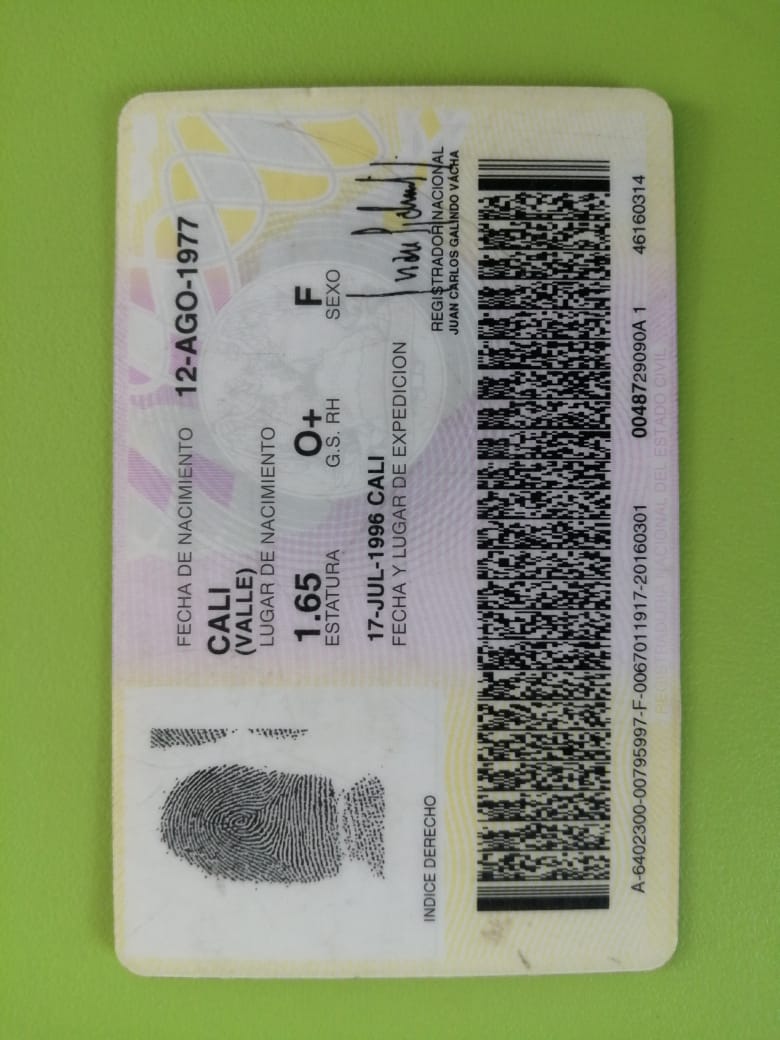 FECHA DE NACIMIENTO 12-AGO-1977
CALI
(VALLE)
LUGAR DE NACIMIENTO
1.65 O+ F
ESTATURA G.S. RH SEXO
17-JUL-1996 CALI
FECHA Y LUGAR DE EXPEDICION
INDICE DERECHO
REGISTRADOR NACIONAL
JUAN CARLOS GALINDO VÁCHA
A-6402300-00795997-F-0067011917-20160301 0048729090A 1 46160314
REGISTRADURIA NACIONAL DEL ESTADO CIVIL